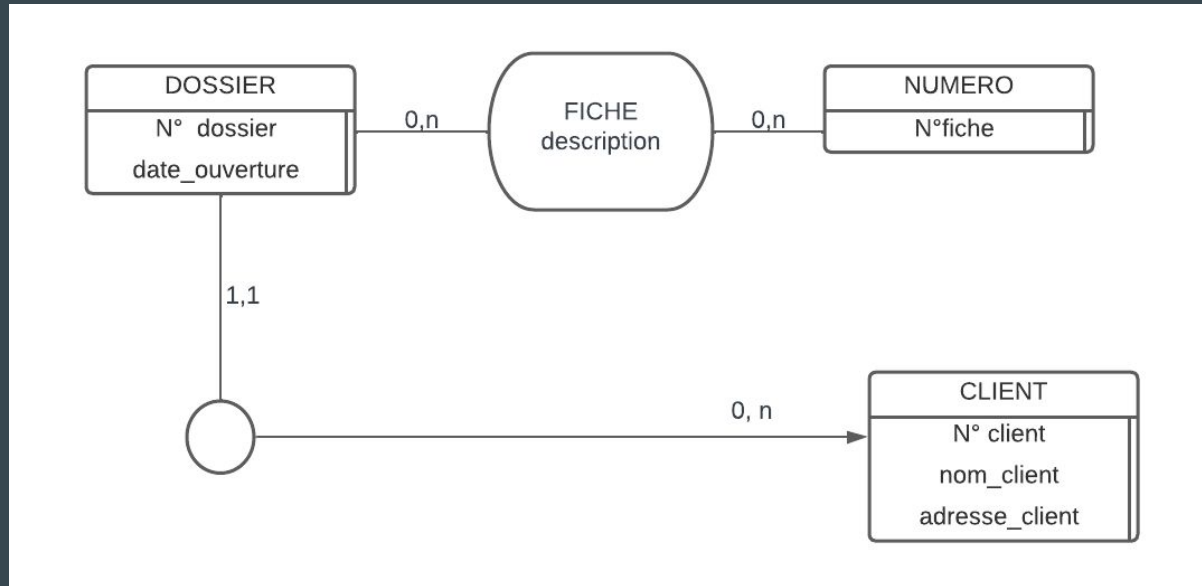 DOSSIER
N° dossier
date_ouverture
0,n
FICHE
description
0,n
NUMERO
N°fiche
1,1
0, n
CLIENT
N° client
nom_client
adresse_client